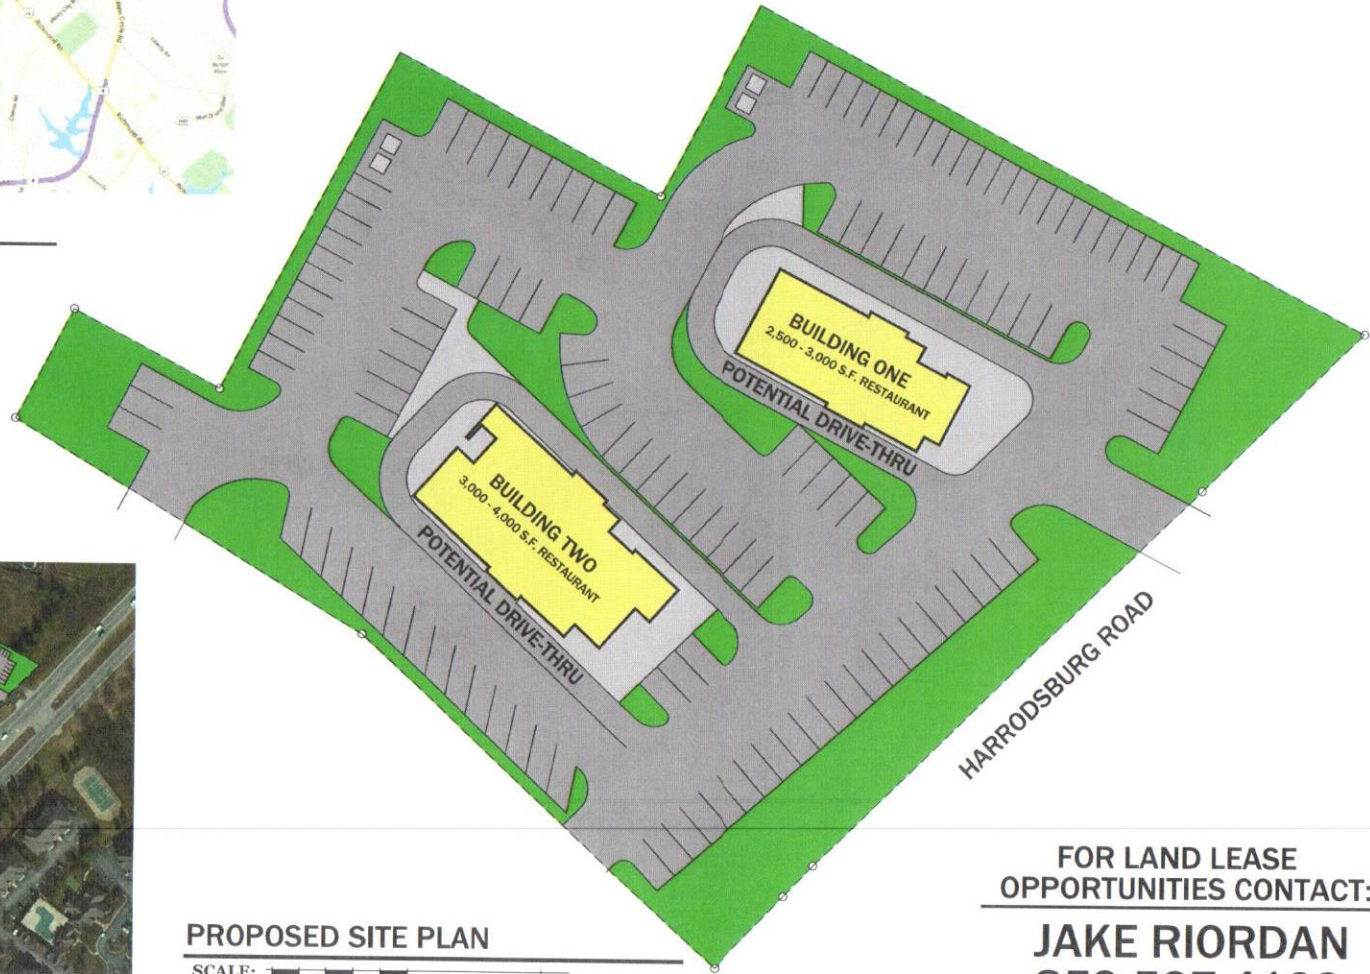 BUILDING ONE
2,500 - 3,000 S.F. RESTAURANT
POTENTIAL DRIVE-THRU
BUILDING TWO
3,000 - 4,000 S.F. RESTAURANT
POTENTIAL DRIVE-THRU
HARRODSBURG ROAD
FOR LAND LEASE
OPPORTUNITIES CONTACT:
JAKE RIORDAN
PROPOSED SITE PLAN
SCALE: